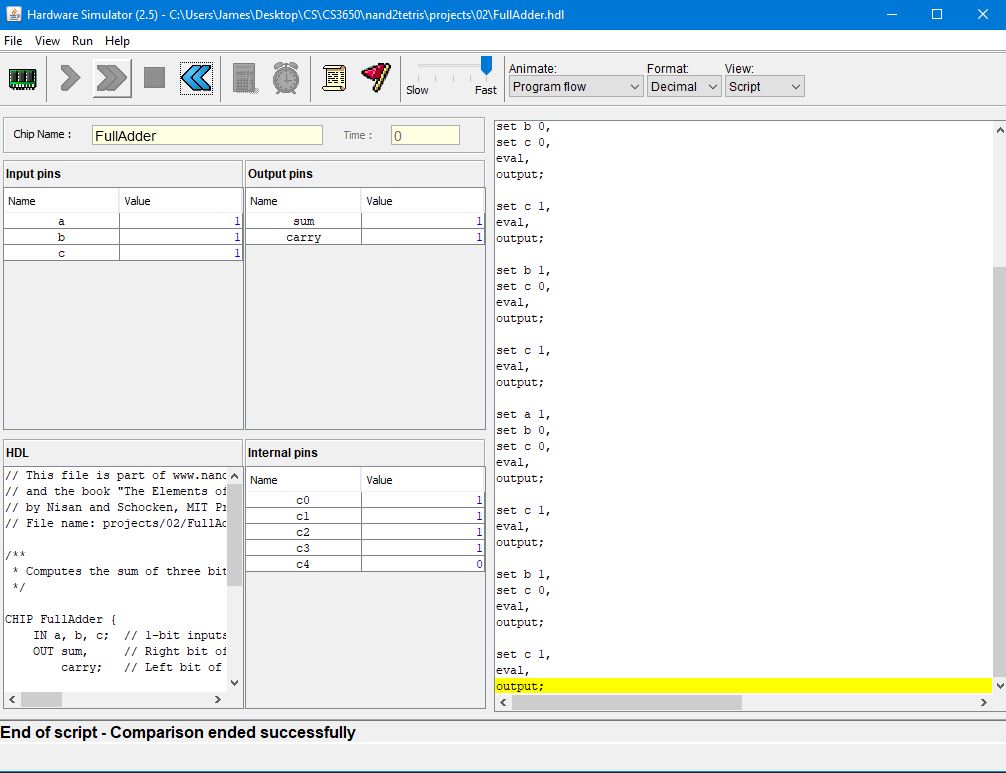 Hardware Simulator (2.5) - C:\Users\James\Desktop\CS\CS3650\nand2tetris\projects\02\FullAdder.hdl
File View Run Help
Slow Fast
Animate: Format: View:
Program flow Decimal Script
Chip Name : FullAdder Time : 0
Input pins
Name Value
a 1
b 1
c 1
Output pins
Name Value
sum 1
carry 1
HDL
// This file is part of www.nand
// and the book "The Elements of
// by Nisan and Schocken, MIT Pr
// File name: projects/02/FullAd
/**
* Computes the sum of three bit
*/
CHIP FullAdder {
IN a, b, c; // 1-bit inputs
OUT sum, // Right bit of
carry; // Left bit of
Internal pins
Name Value
c0 1
c1 1
c2 1
c3 1
c4 0
set b 0,
set c 0,
eval,
output;
set c 1,
eval,
output;
set b 1,
set c 0,
eval,
output;
set c 1,
eval,
output;
set a 1,
set b 0,
set c 0,
eval,
output;
set c 1,
eval,
output;
set b 1,
set c 0,
eval,
output;
set c 1,
eval,
output;
End of script - Comparison ended successfully